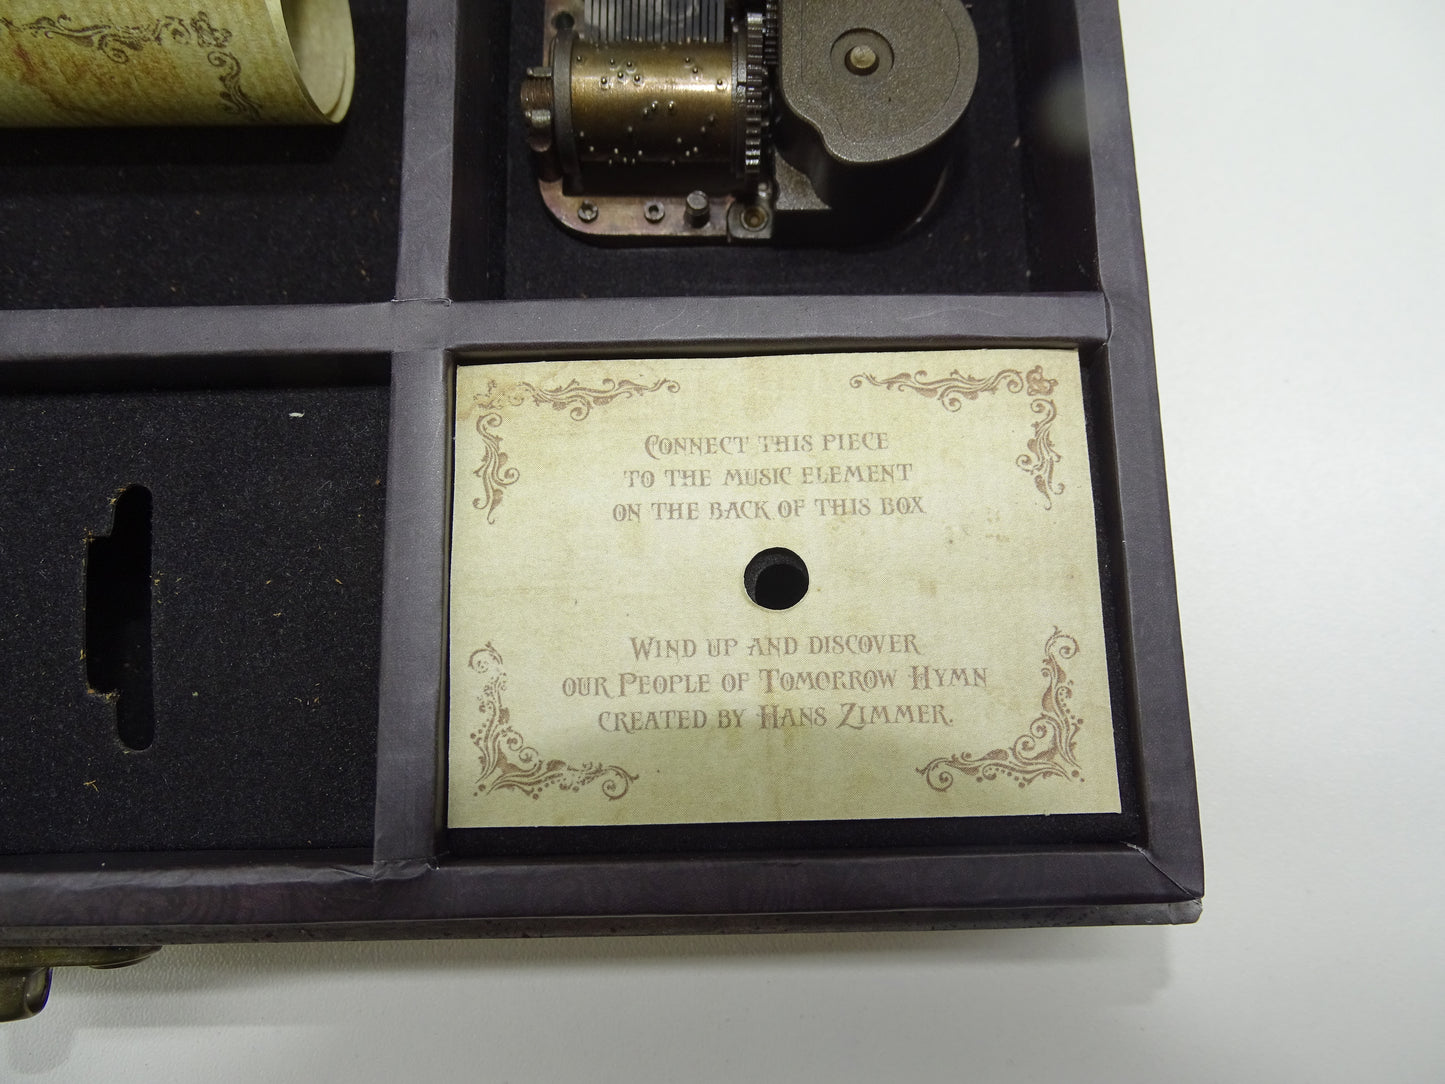 Connect this piece
to the music element
on the back of this box
Wind up and discover
our People of Tomorrow Hymn
created by Hans Zimmer.